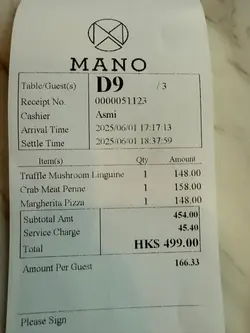 MANO
Table/Guest(s) D9 / 3
Receipt No. 0000051123
Cashier Asmi
Arrival Time 2025/06/01 17:17:13
Settle Time 2025/06/01 18:37:59
Item(s) Qty Amount
Truffle Mushroom Linguine 1 148.00
Crab Meat Penne 1 158.00
Margherita Pizza 1 148.00
Subtotal Amt 454.00
Service Charge 45.40
Total HK$ 499.00
Amount Per Guest 166.33
Please Sign